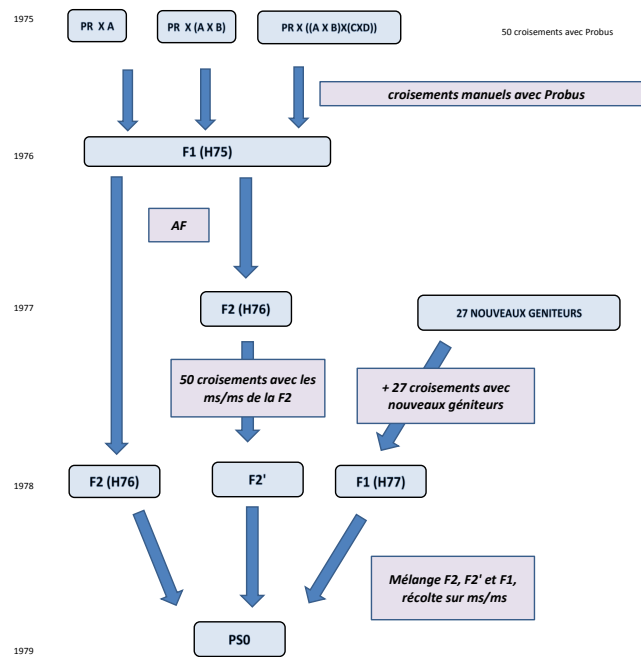 1975
PR X A
PR X (A X B)
PR X ((A X B)X(CXD))
50 croisements avec Probus
croisements manuels avec Probus
1976
F1 (H75)
AF
1977
F2 (H76)
27 NOUVEAUX GENITEURS
50 croisements avec les
ms/ms de la F2
+ 27 croisements avec
nouveaux géniteurs
1978
F2 (H76)
F2'
F1 (H77)
Mélange F2, F2' et F1,
récolte sur ms/ms
PS0
1979